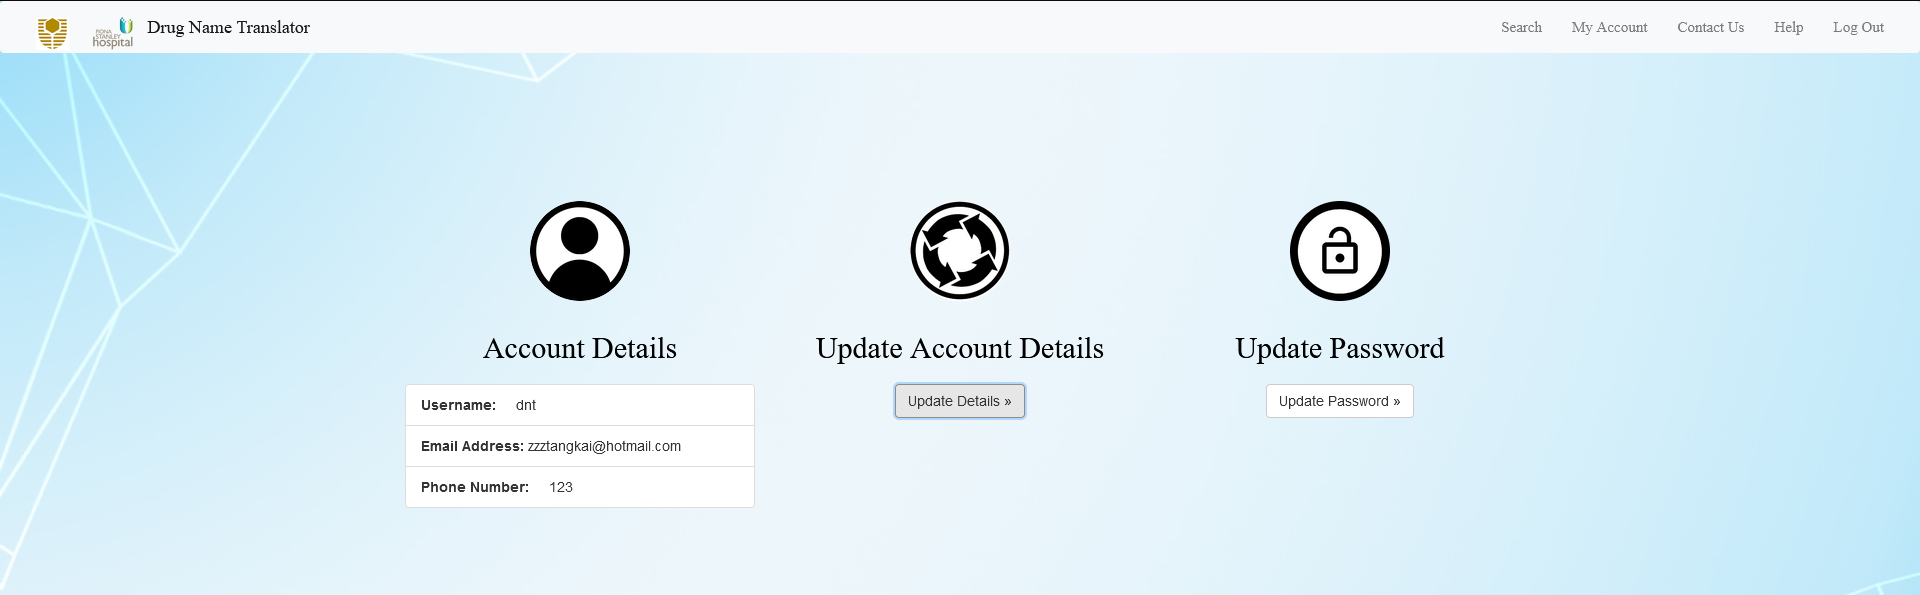 FIONA STANLEY hospital
Drug Name Translator
Search My Account Contact Us Help Log Out
Account Details
Username: dnt
Email Address: zzztangkai@hotmail.com
Phone Number: 123
Update Account Details
Update Details »
Update Password
Update Password »